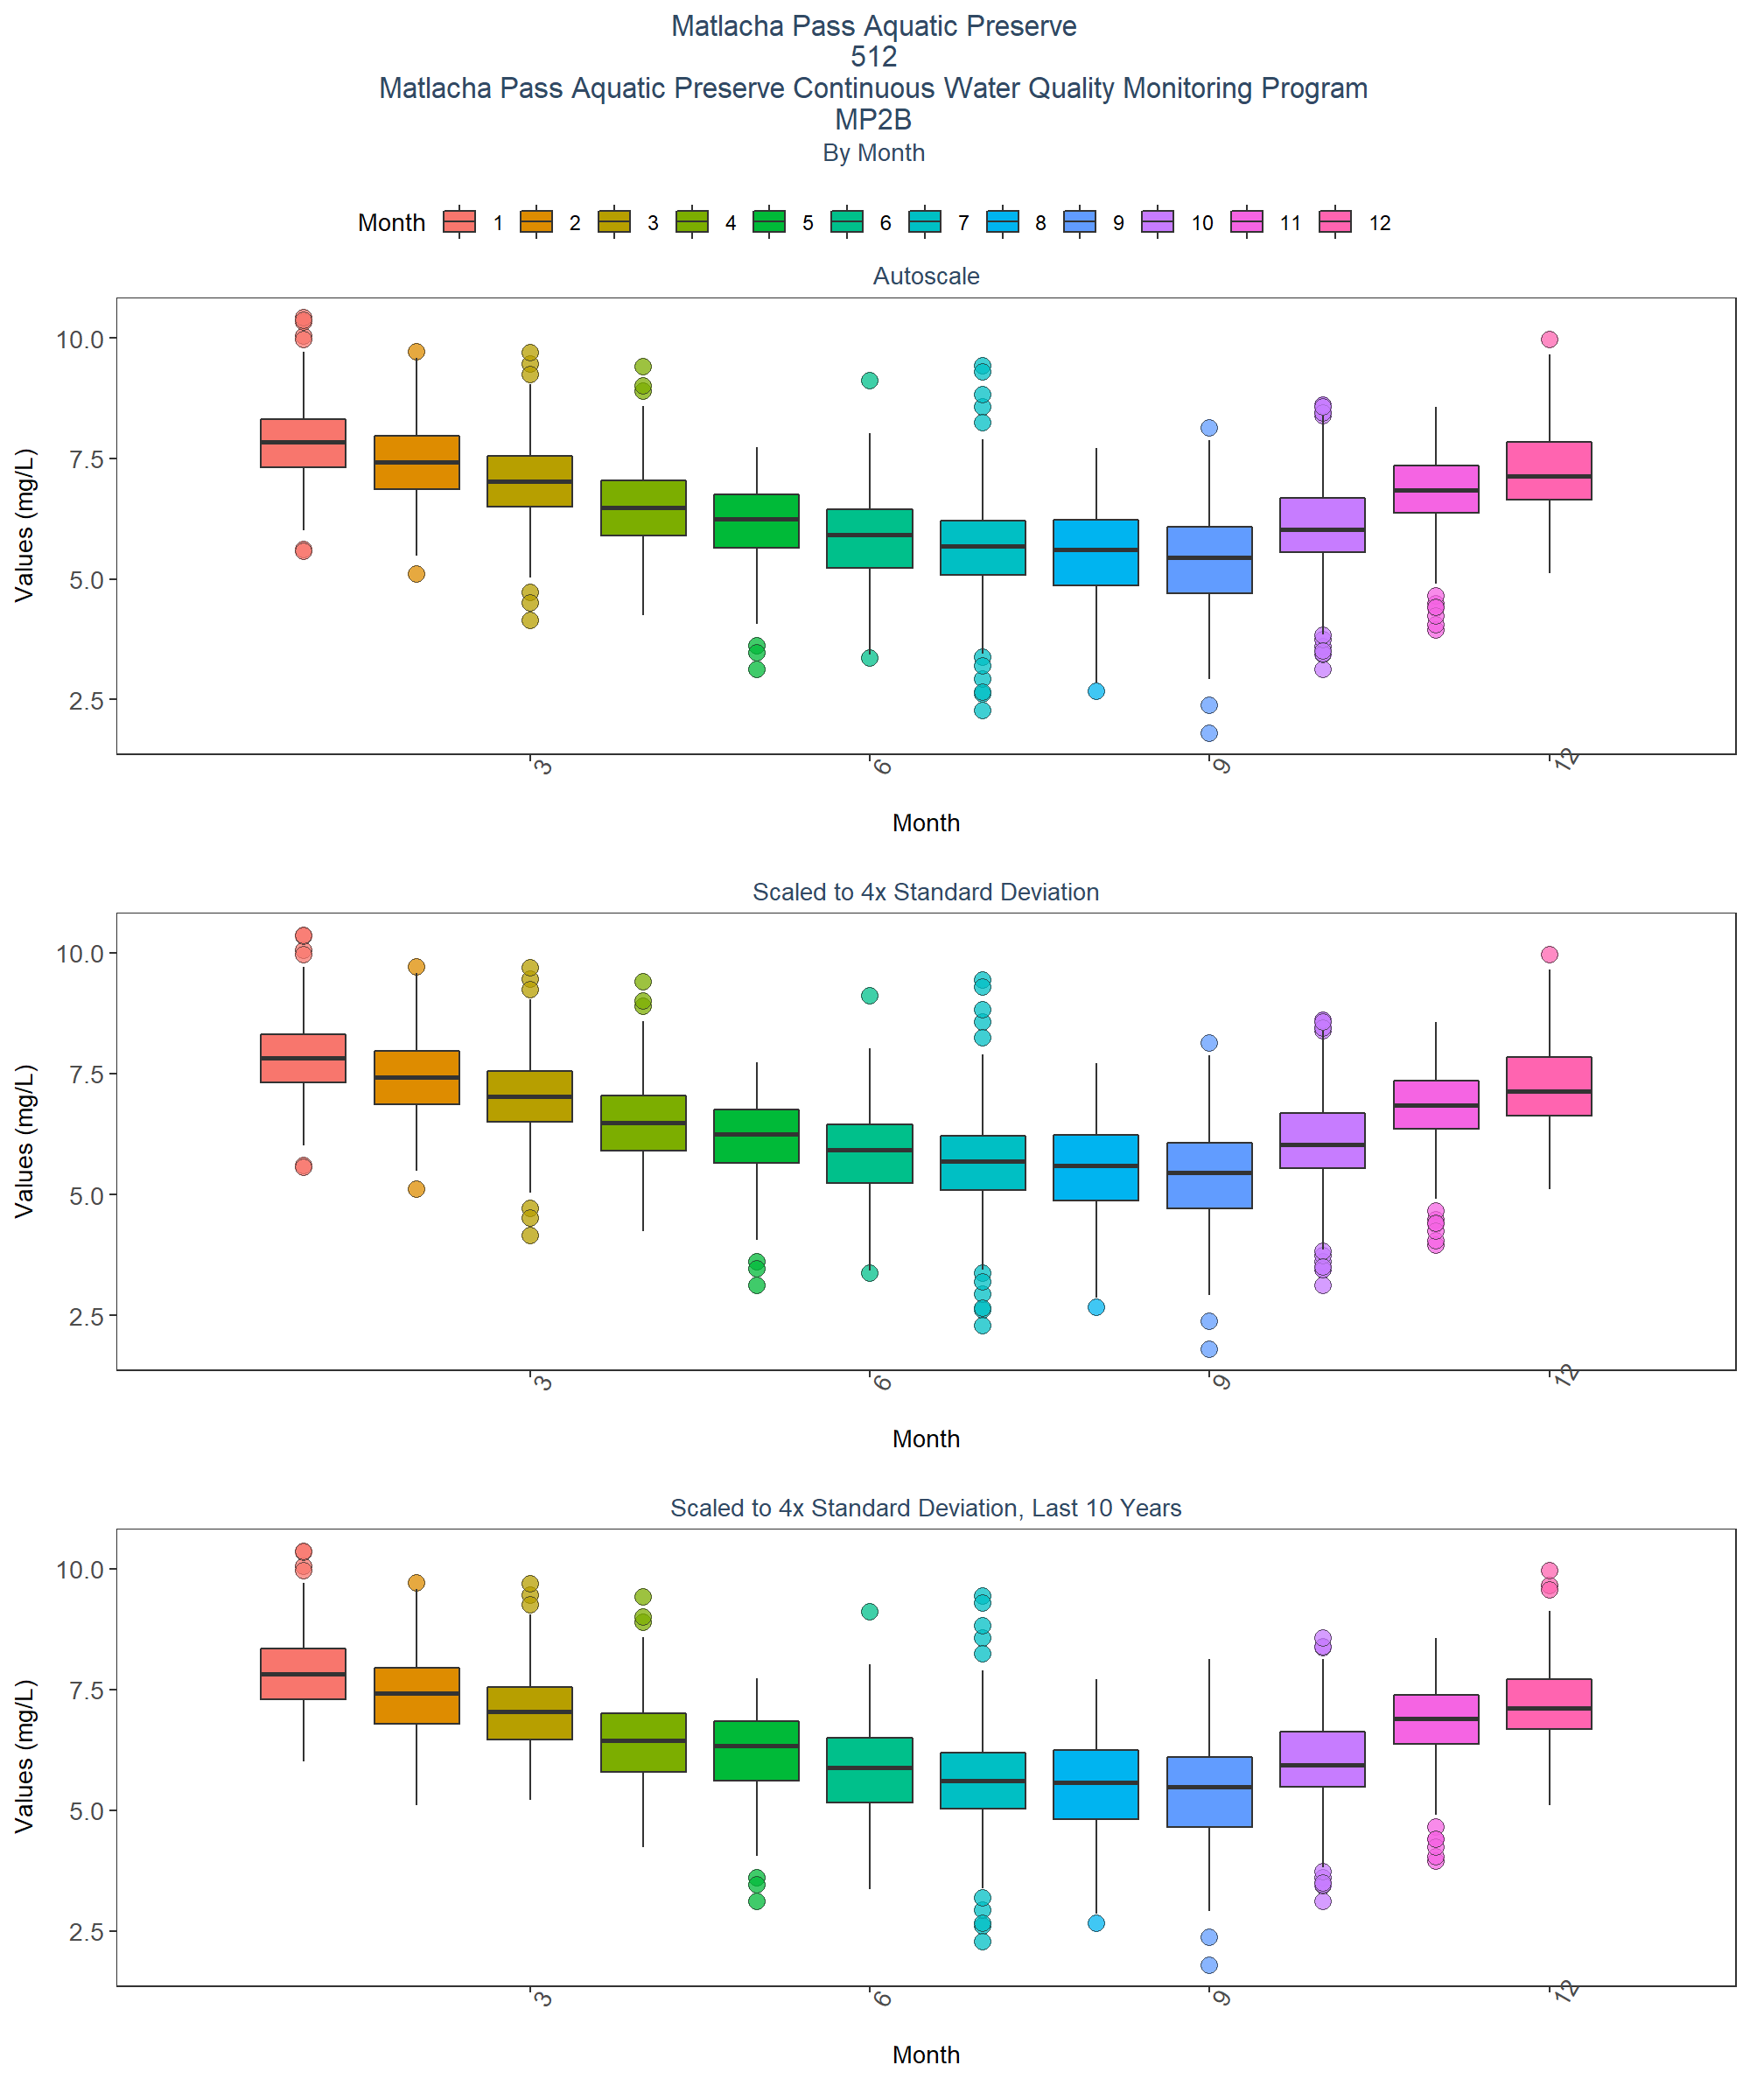 Matlacha Pass Aquatic Preserve
512
Matlacha Pass Aquatic Preserve Continuous Water Quality Monitoring Program
MP2B
By Month
Month 1 2 3 4 5 6 7 8 9 10 11 12
Autoscale
Values (mg/L)
10.0
7.5
5.0
2.5
3 6 9 12
Month
Scaled to 4x Standard Deviation
Values (mg/L)
10.0
7.5
5.0
2.5
3 6 9 12
Month
Scaled to 4x Standard Deviation, Last 10 Years
Values (mg/L)
10.0
7.5
5.0
2.5
3 6 9 12
Month